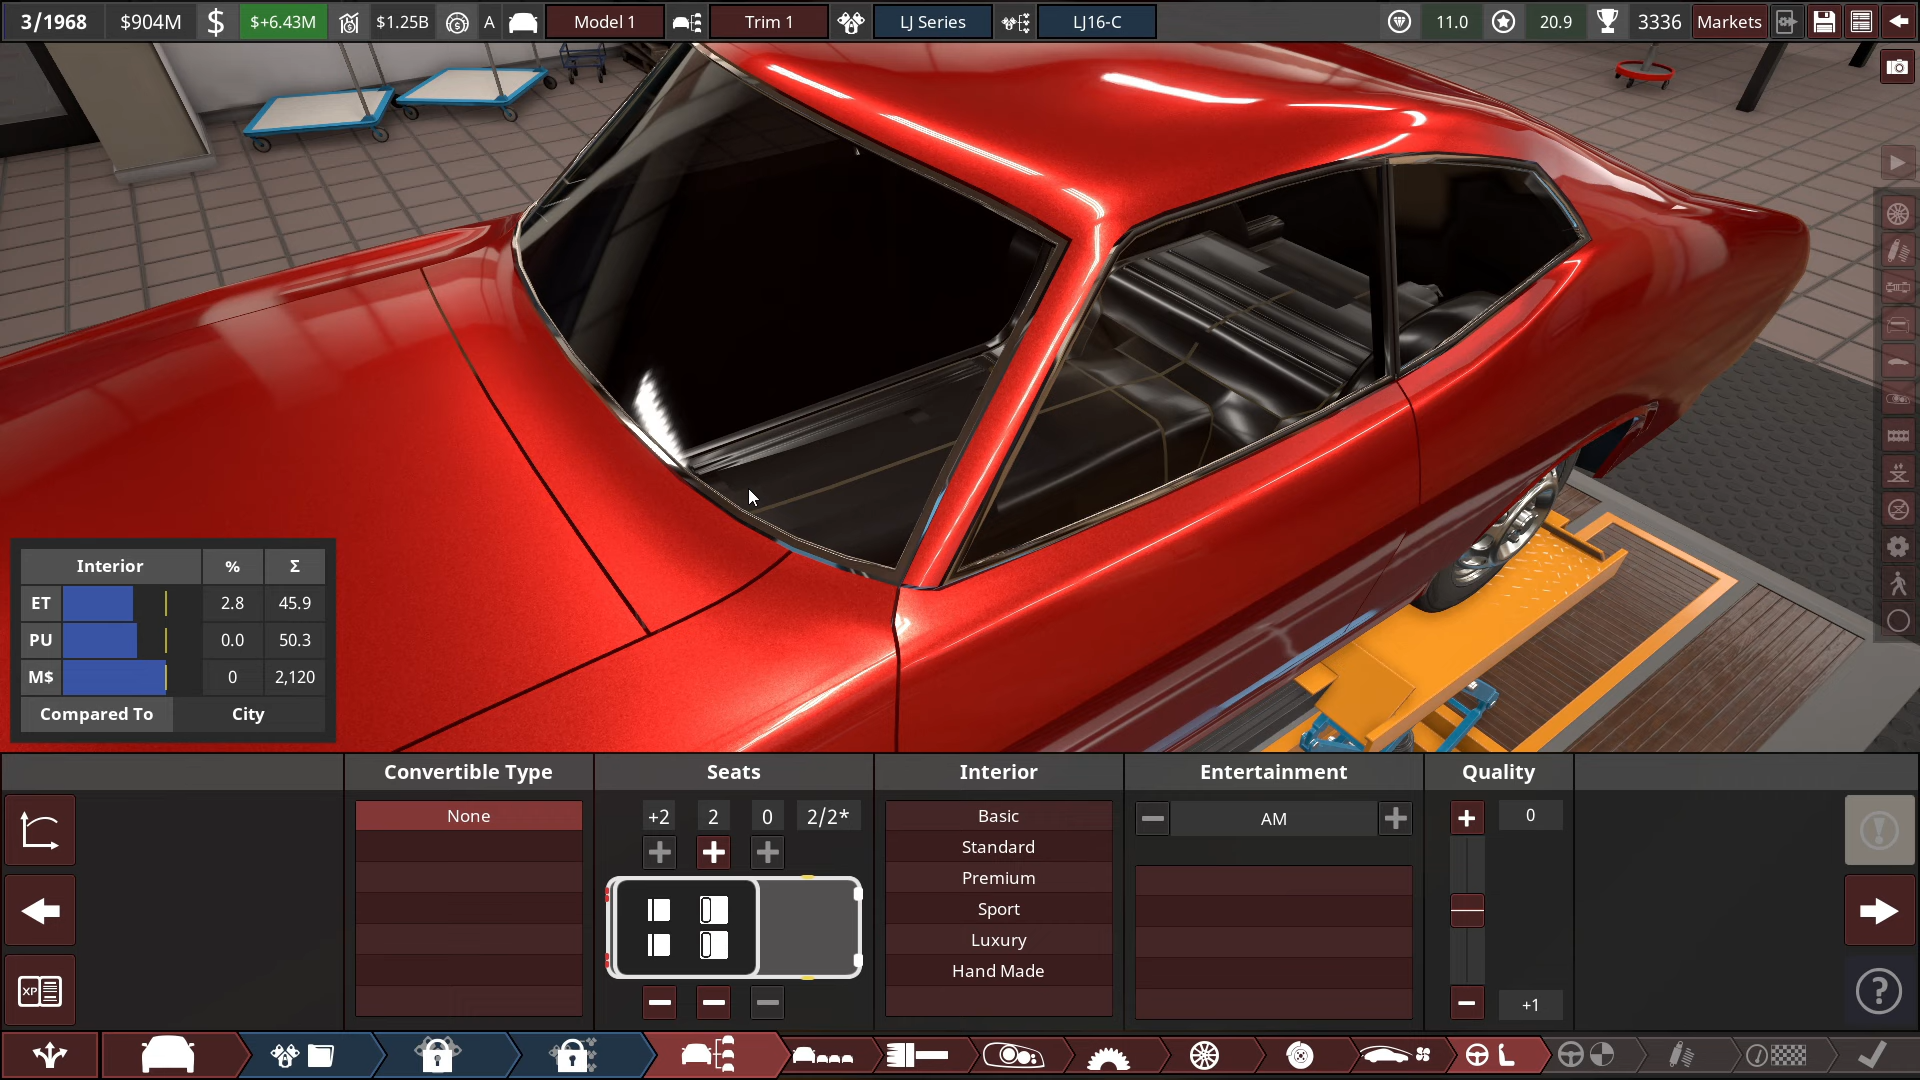 3/1968 $904M $ $+6.43M $1.25B A Model 1 Trim 1 LJ Series LJ16-C 11.0 20.9 3336 Markets
Interior % Σ
ET 2.8 45.9
PU 0.0 50.3
M$ 0 2,120
Compared To City
Convertible Type Seats Interior Entertainment Quality
None
+2 2 0 2/2*
Basic
Standard
Premium
Sport
Luxury
Hand Made
AM
0
+1
XP
?